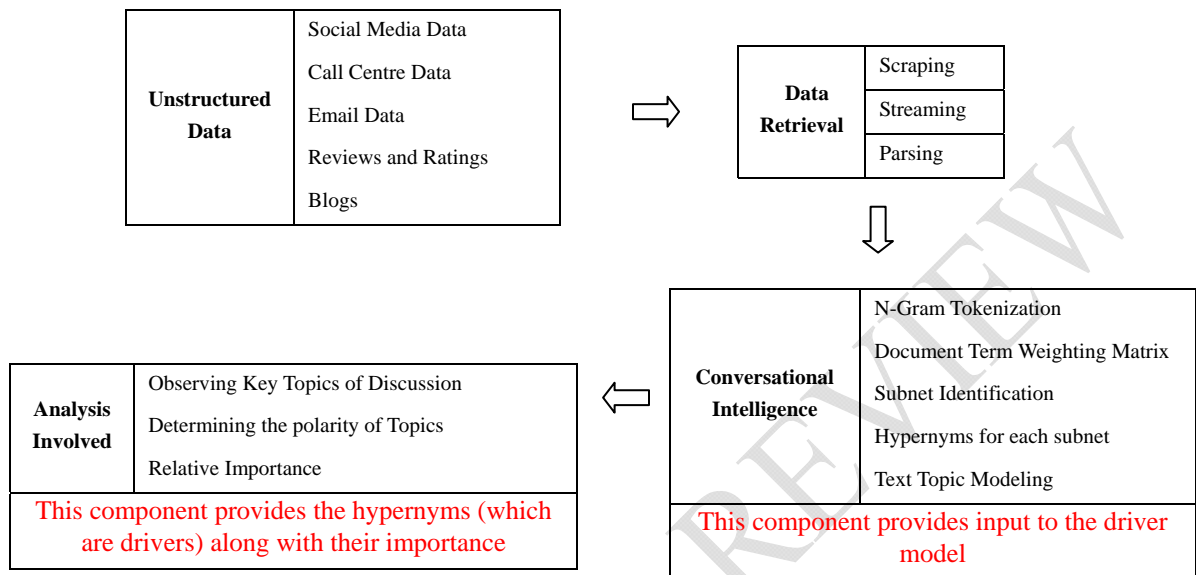 Unstructured
Data
Social Media Data
Call Centre Data
Email Data
Reviews and Ratings
Blogs
Data
Retrieval
Scraping
Streaming
Parsing
Conversational
Intelligence
N-Gram Tokenization
Document Term Weighting Matrix
Subnet Identification
Hypernyms for each subnet
Text Topic Modeling
This component provides input to the driver
model
Analysis
Involved
Observing Key Topics of Discussion
Determining the polarity of Topics
Relative Importance
This component provides the hypernyms (which
are drivers) along with their importance
REVIEW